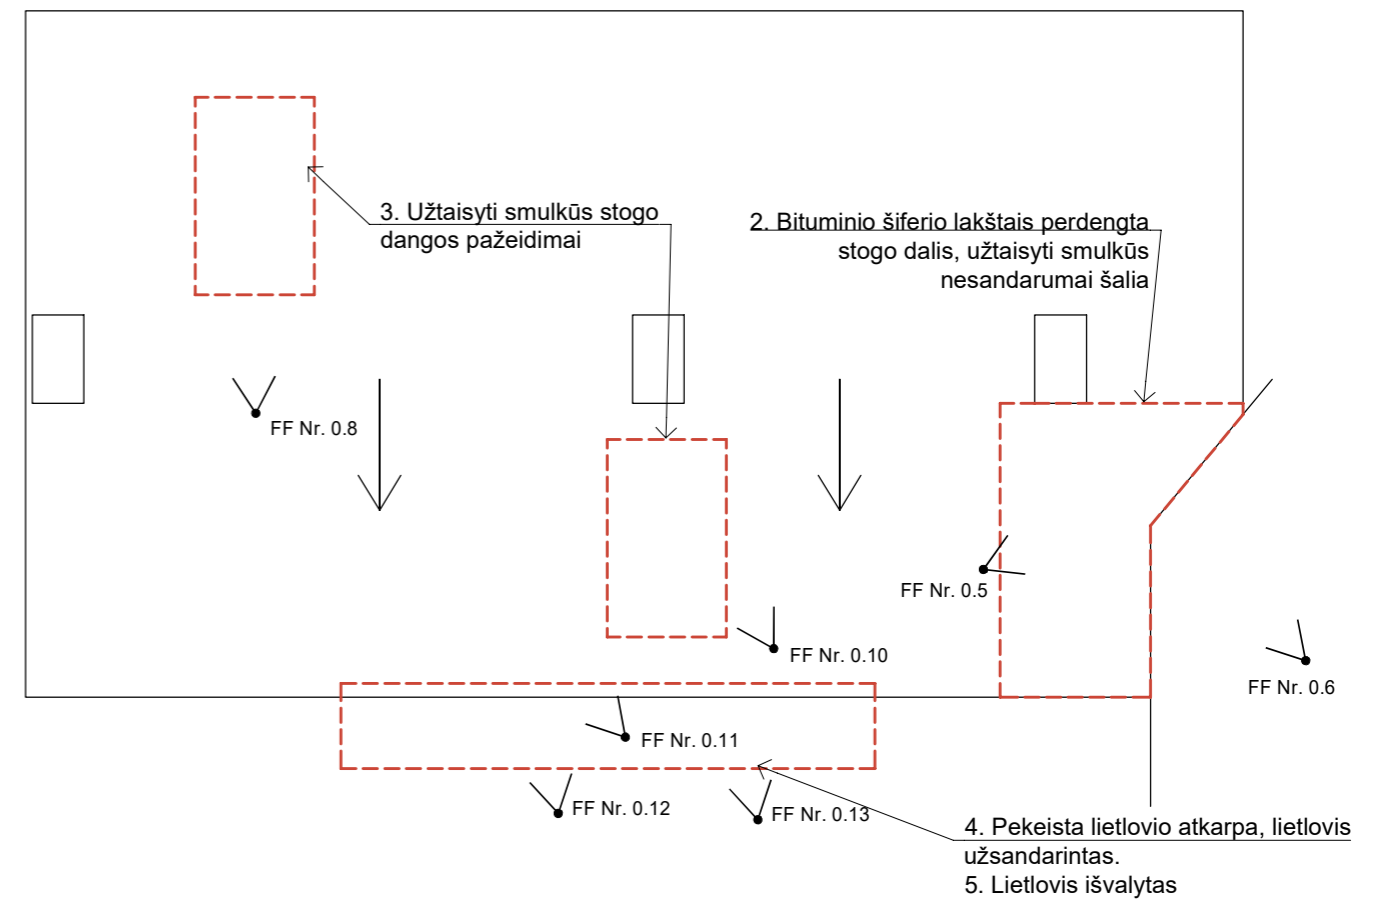 3. Užtaisyti smulkūs stogo
dangos pažeidimai
2. Bituminio šiferio lakštais perdengta
stogo dalis, užtaisyti smulkūs
nesandarumai šalia
FF Nr. 0.8
FF Nr. 0.5
FF Nr. 0.10
FF Nr. 0.6
FF Nr. 0.11
FF Nr. 0.12
FF Nr. 0.13
4. Pekeista lietlovio atkarpa, lietlovis
užsandarintas.
5. Lietlovis išvalytas